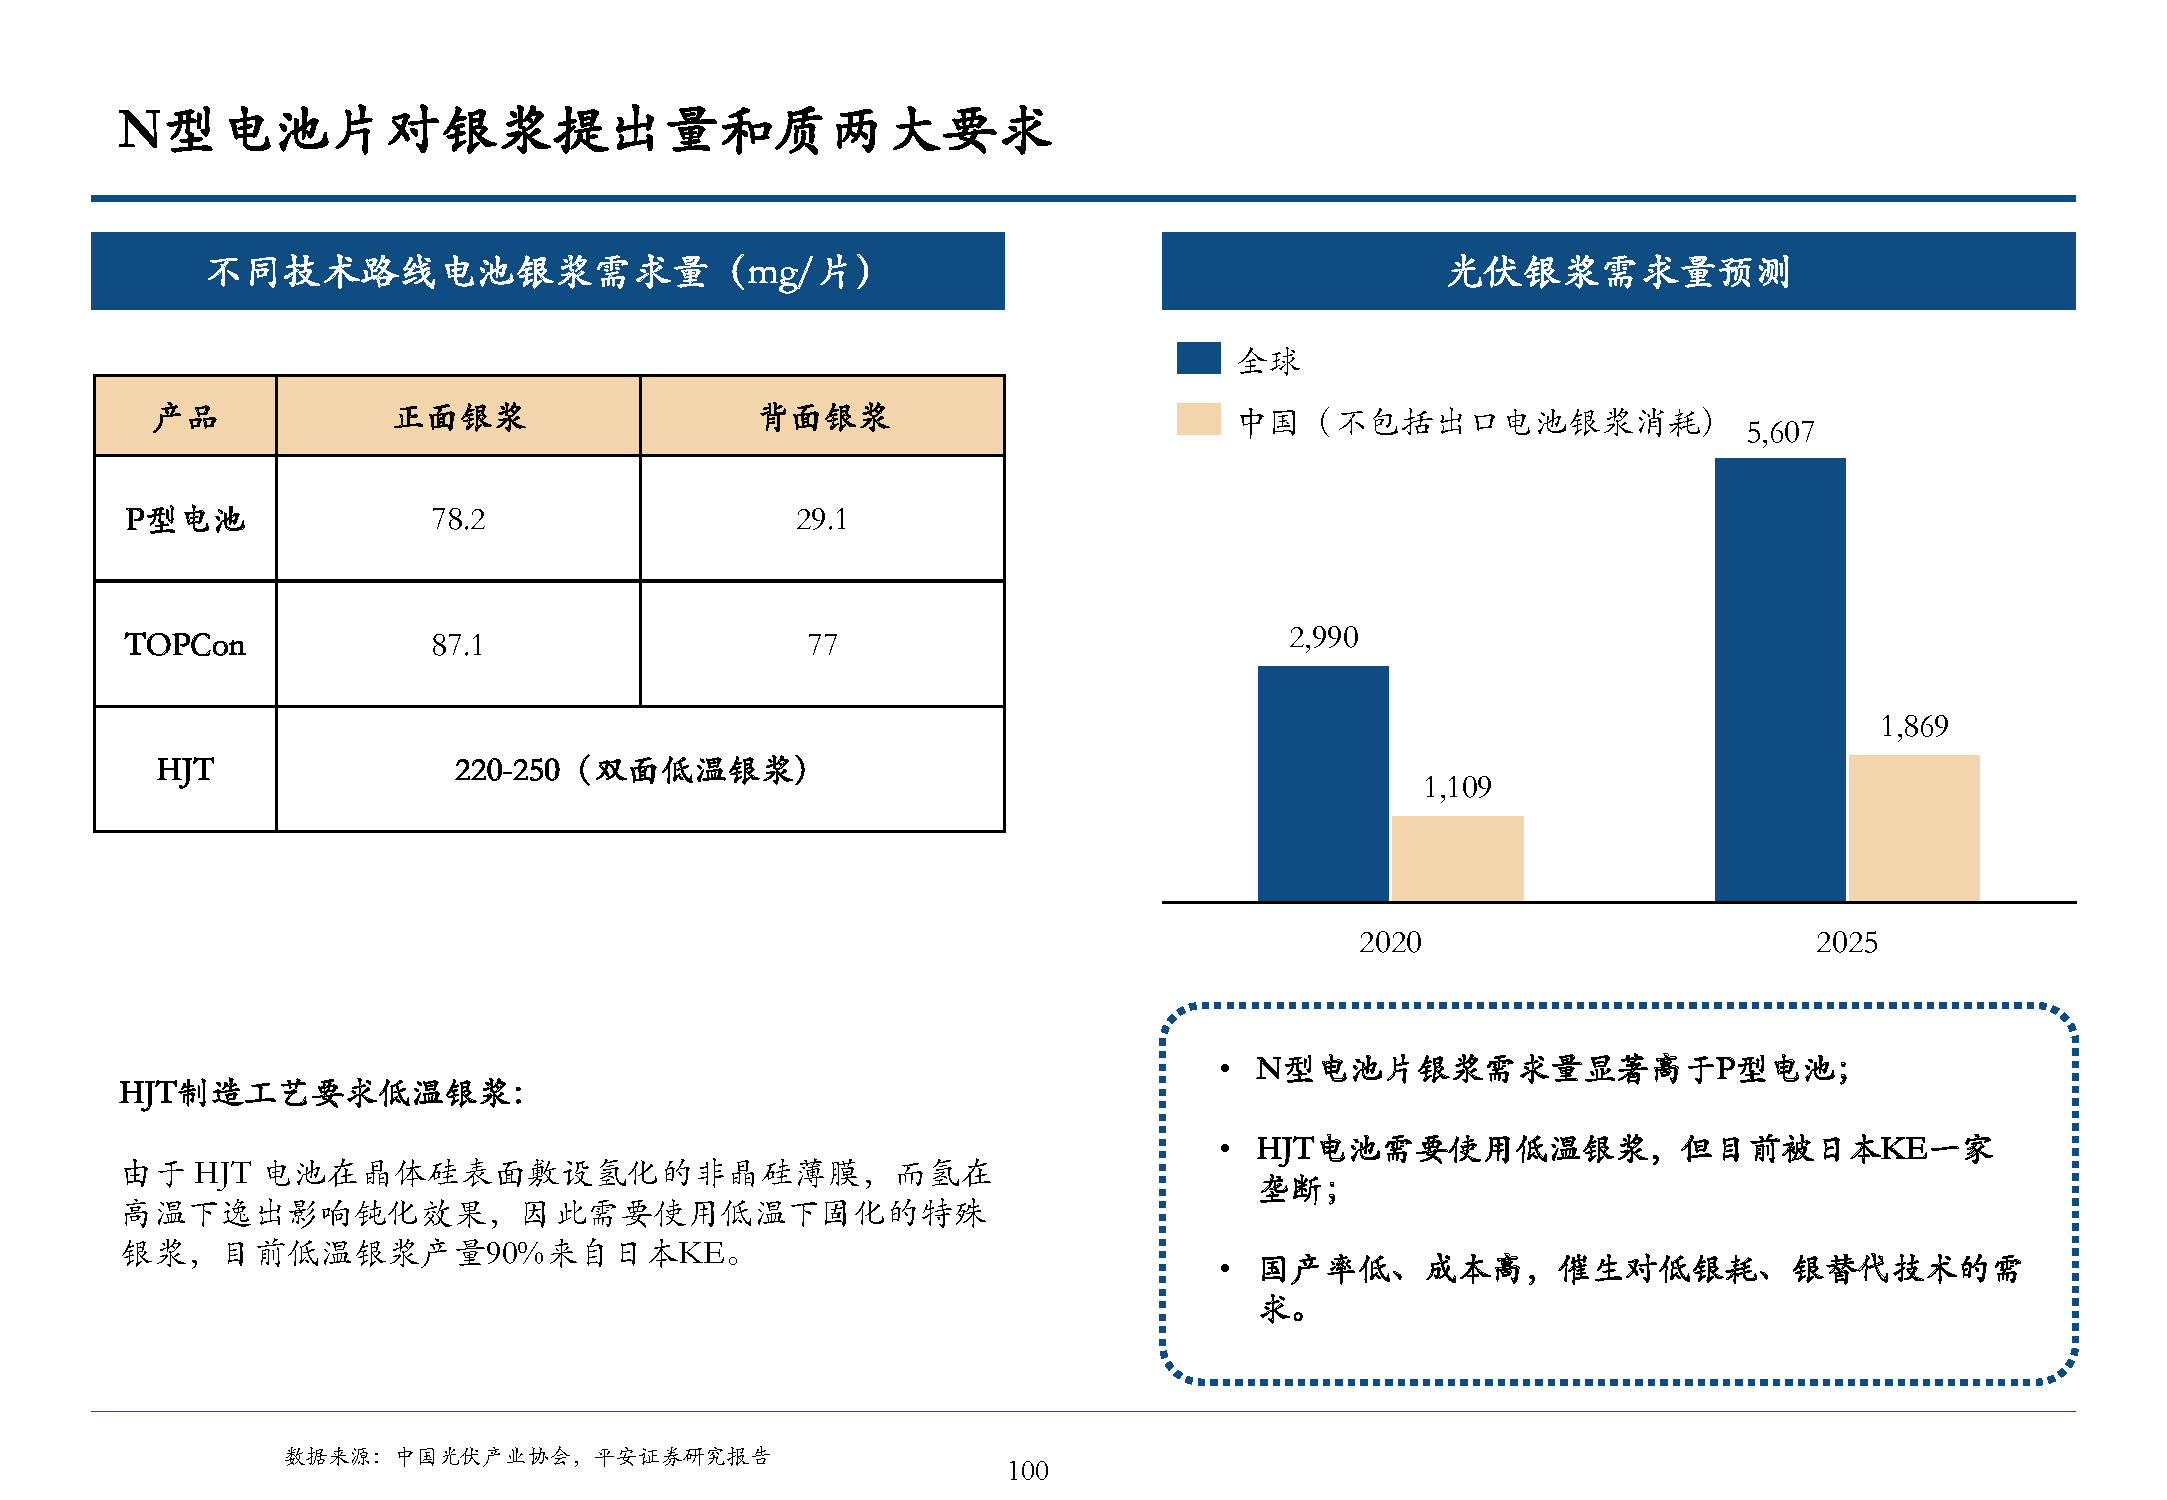 N型电池片对银浆提出量和质两大要求
不同技术路线电池银浆需求量（mg/片）
产品 正面银浆 背面银浆
P型电池 78.2 29.1
TOPCon 87.1 77
HJT 220-250（双面低温银浆）
HJT制造工艺要求低温银浆：
由于 HJT 电池在晶体硅表面敷设氢化的非晶硅薄膜，而氢在
高温下逸出影响钝化效果，因此需要使用低温下固化的特殊
银浆，目前低温银浆产量90%来自日本KE。
光伏银浆需求量预测
全球
中国（不包括出口电池银浆消耗）
5,607
2,990
1,869
1,109
2020 2025
• N型电池片银浆需求量显著高于P型电池；
• HJT电池需要使用低温银浆，但目前被日本KE一家
垄断；
• 国产率低、成本高，催生对低银耗、银替代技术的需
求。
数据来源：中国光伏产业协会，平安证券研究报告
100